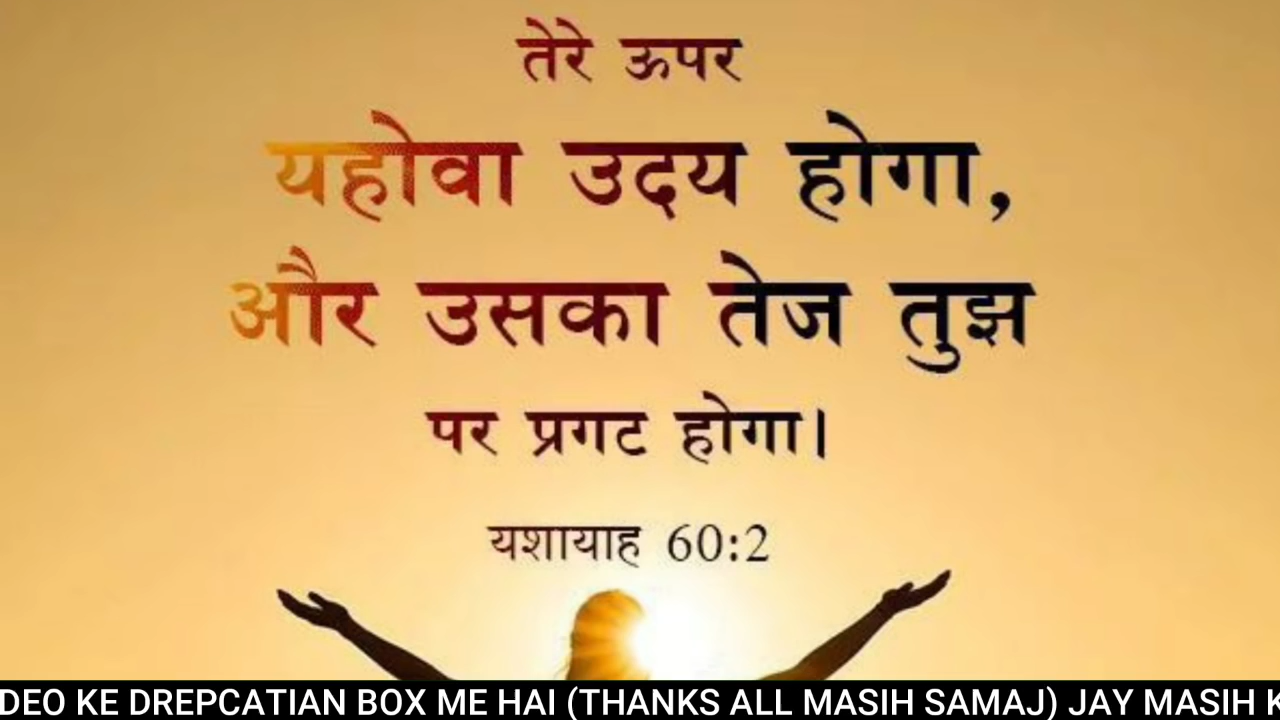 तेरे ऊपर
यहोवा उदय होगा,
और उसका तेज तुझ
पर प्रगट होगा।
यशायाह 60:2
DEO KE DREPCATIAN BOX ME HAI (THANKS ALL MASIH SAMAJ) JAY MASIH K